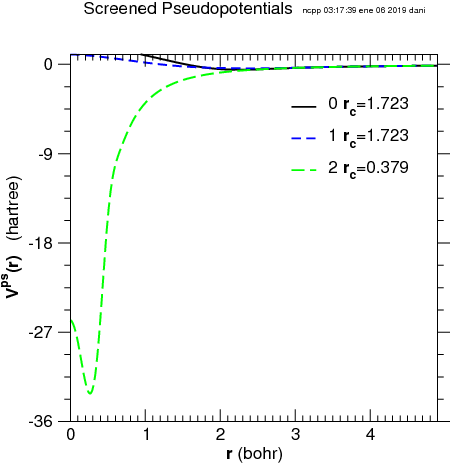 Screened Pseudopotentials ncpp 03:17:39 ene 06 2019 dani
0
-9
-18
-27
-36
V^ps(r) (hartree)
0 r_c=1.723
1 r_c=1.723
2 r_c=0.379
0 1 2 3 4
r (bohr)